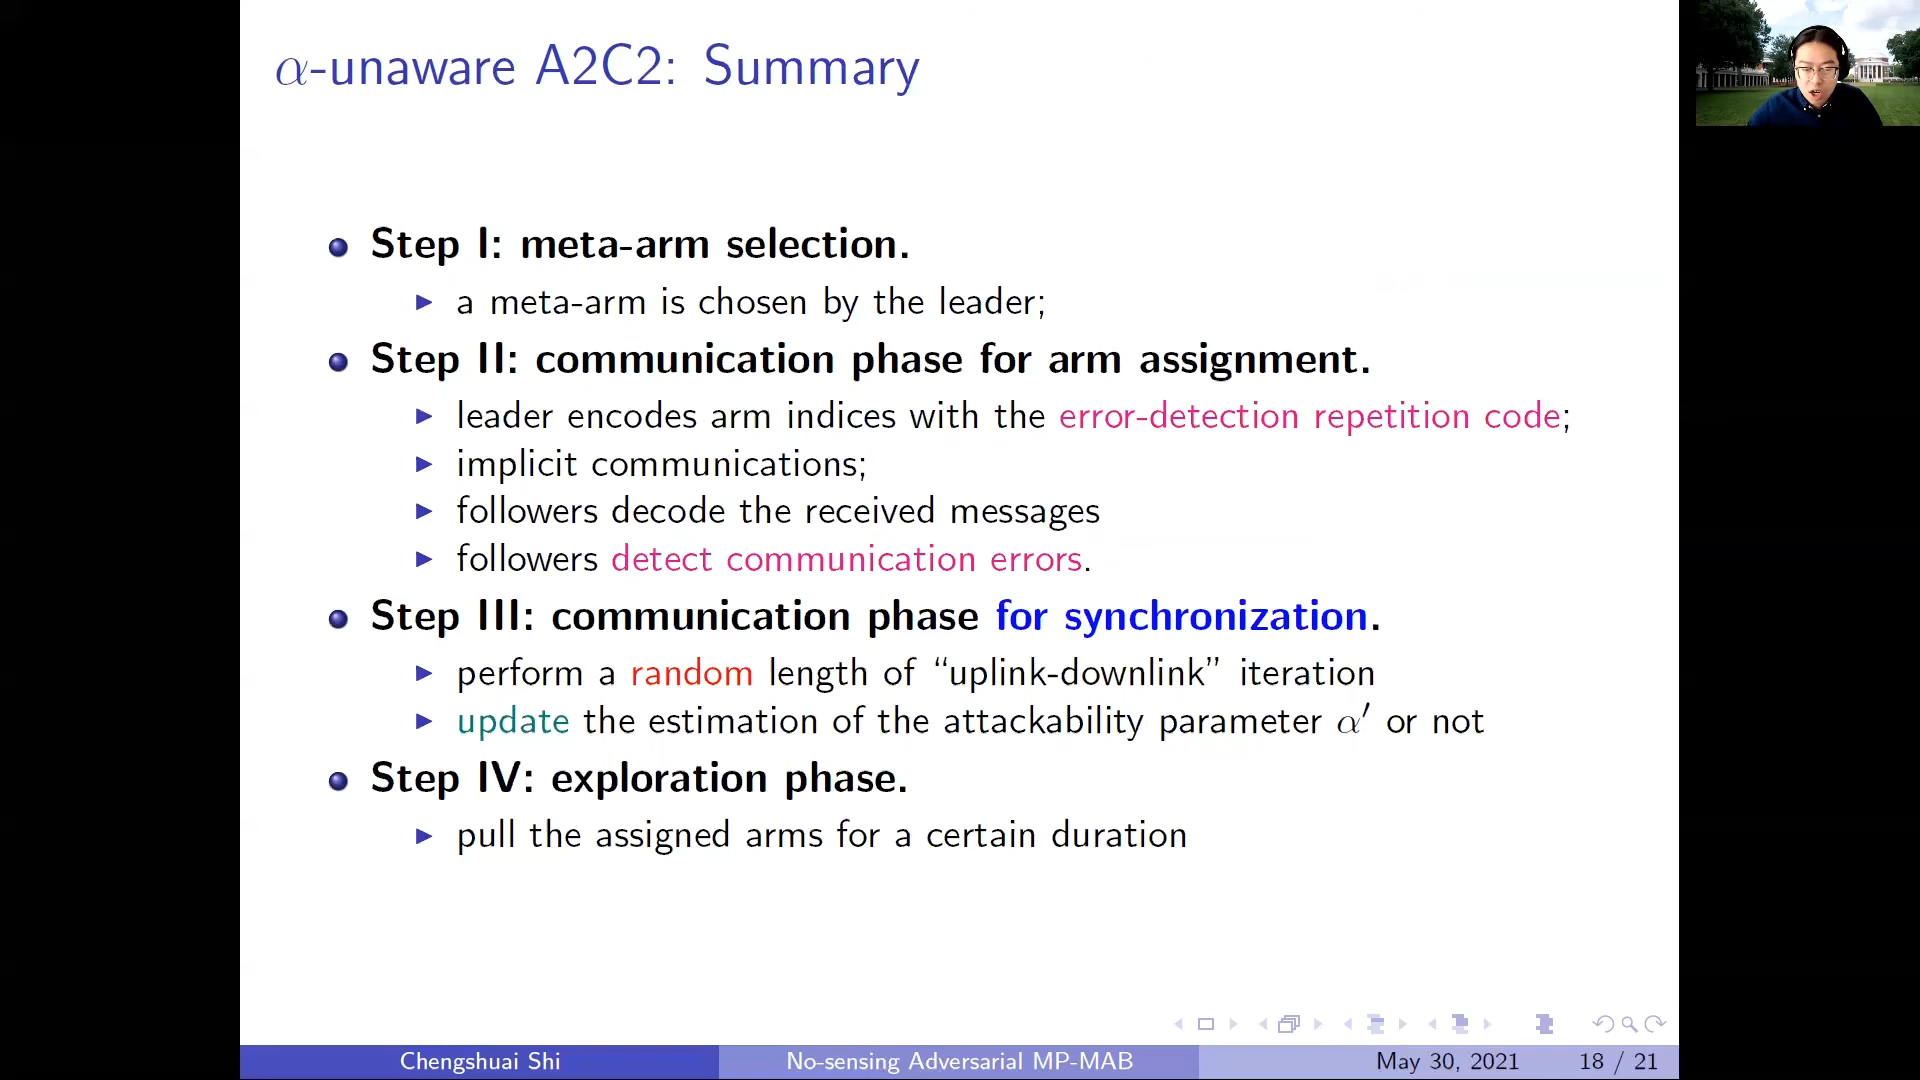 α-unaware A2C2: Summary
Step I: meta-arm selection.
a meta-arm is chosen by the leader;
Step II: communication phase for arm assignment.
leader encodes arm indices with the error-detection repetition code;
implicit communications;
followers decode the received messages
followers detect communication errors.
Step III: communication phase for synchronization.
perform a random length of “uplink-downlink” iteration
update the estimation of the attackability parameter α′ or not
Step IV: exploration phase.
pull the assigned arms for a certain duration
Chengshuai Shi No-sensing Adversarial MP-MAB May 30, 2021 18 / 21